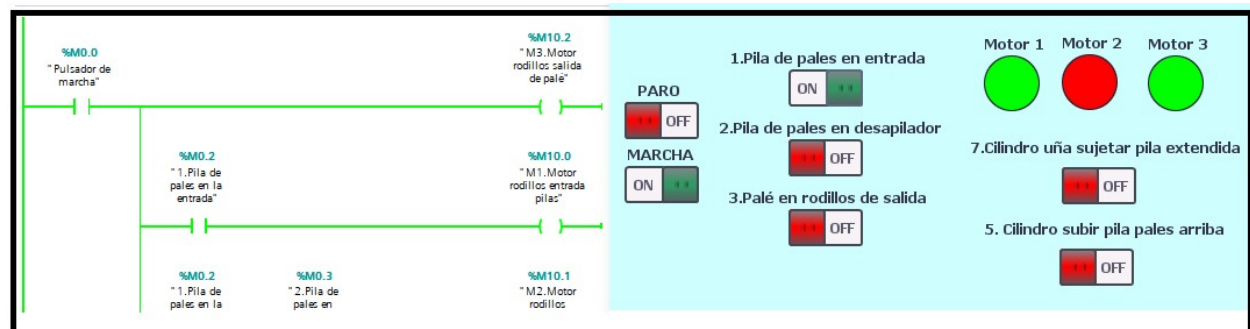 %M0.0
"Pulsador de
marcha"
%M10.2
"M3.Motor
rodillos salida
de palé"
%M0.2
"1.Pila de
pales en la
entrada"
%M10.0
"M1.Motor
rodillos entrada
pilas"
%M0.2
"1.Pila de
pales en la
%M0.3
"2.Pila de
pales en
%M10.1
"M2.Motor
rodillos
PARO
OFF
MARCHA
ON
1.Pila de pales en entrada
ON
2.Pila de pales en desapilador
OFF
3.Palé en rodillos de salida
OFF
Motor 1 Motor 2 Motor 3
7.Cilindro uña sujetar pila extendida
OFF
5. Cilindro subir pila pales arriba
OFF